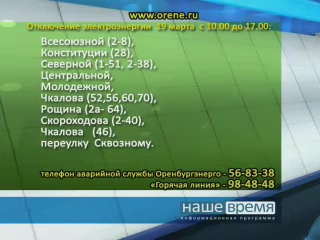 www.orene.ru
Отключение электроэнергии 19 марта с 10.00 до 17.00:
Всесоюзной (2-8),
Конституции (28),
Северной (1-51, 2-38),
Центральной,
Молодежной,
Чкалова (52,56,60,70),
Рощина (2а- 64),
Скороходова (2-40),
Чкалова (46),
переулку Сквозному.
телефон аварийной службы Оренбургэнерго - 56-83-38
«Горячая линия» - 98-48-48
наше время
информационная программа